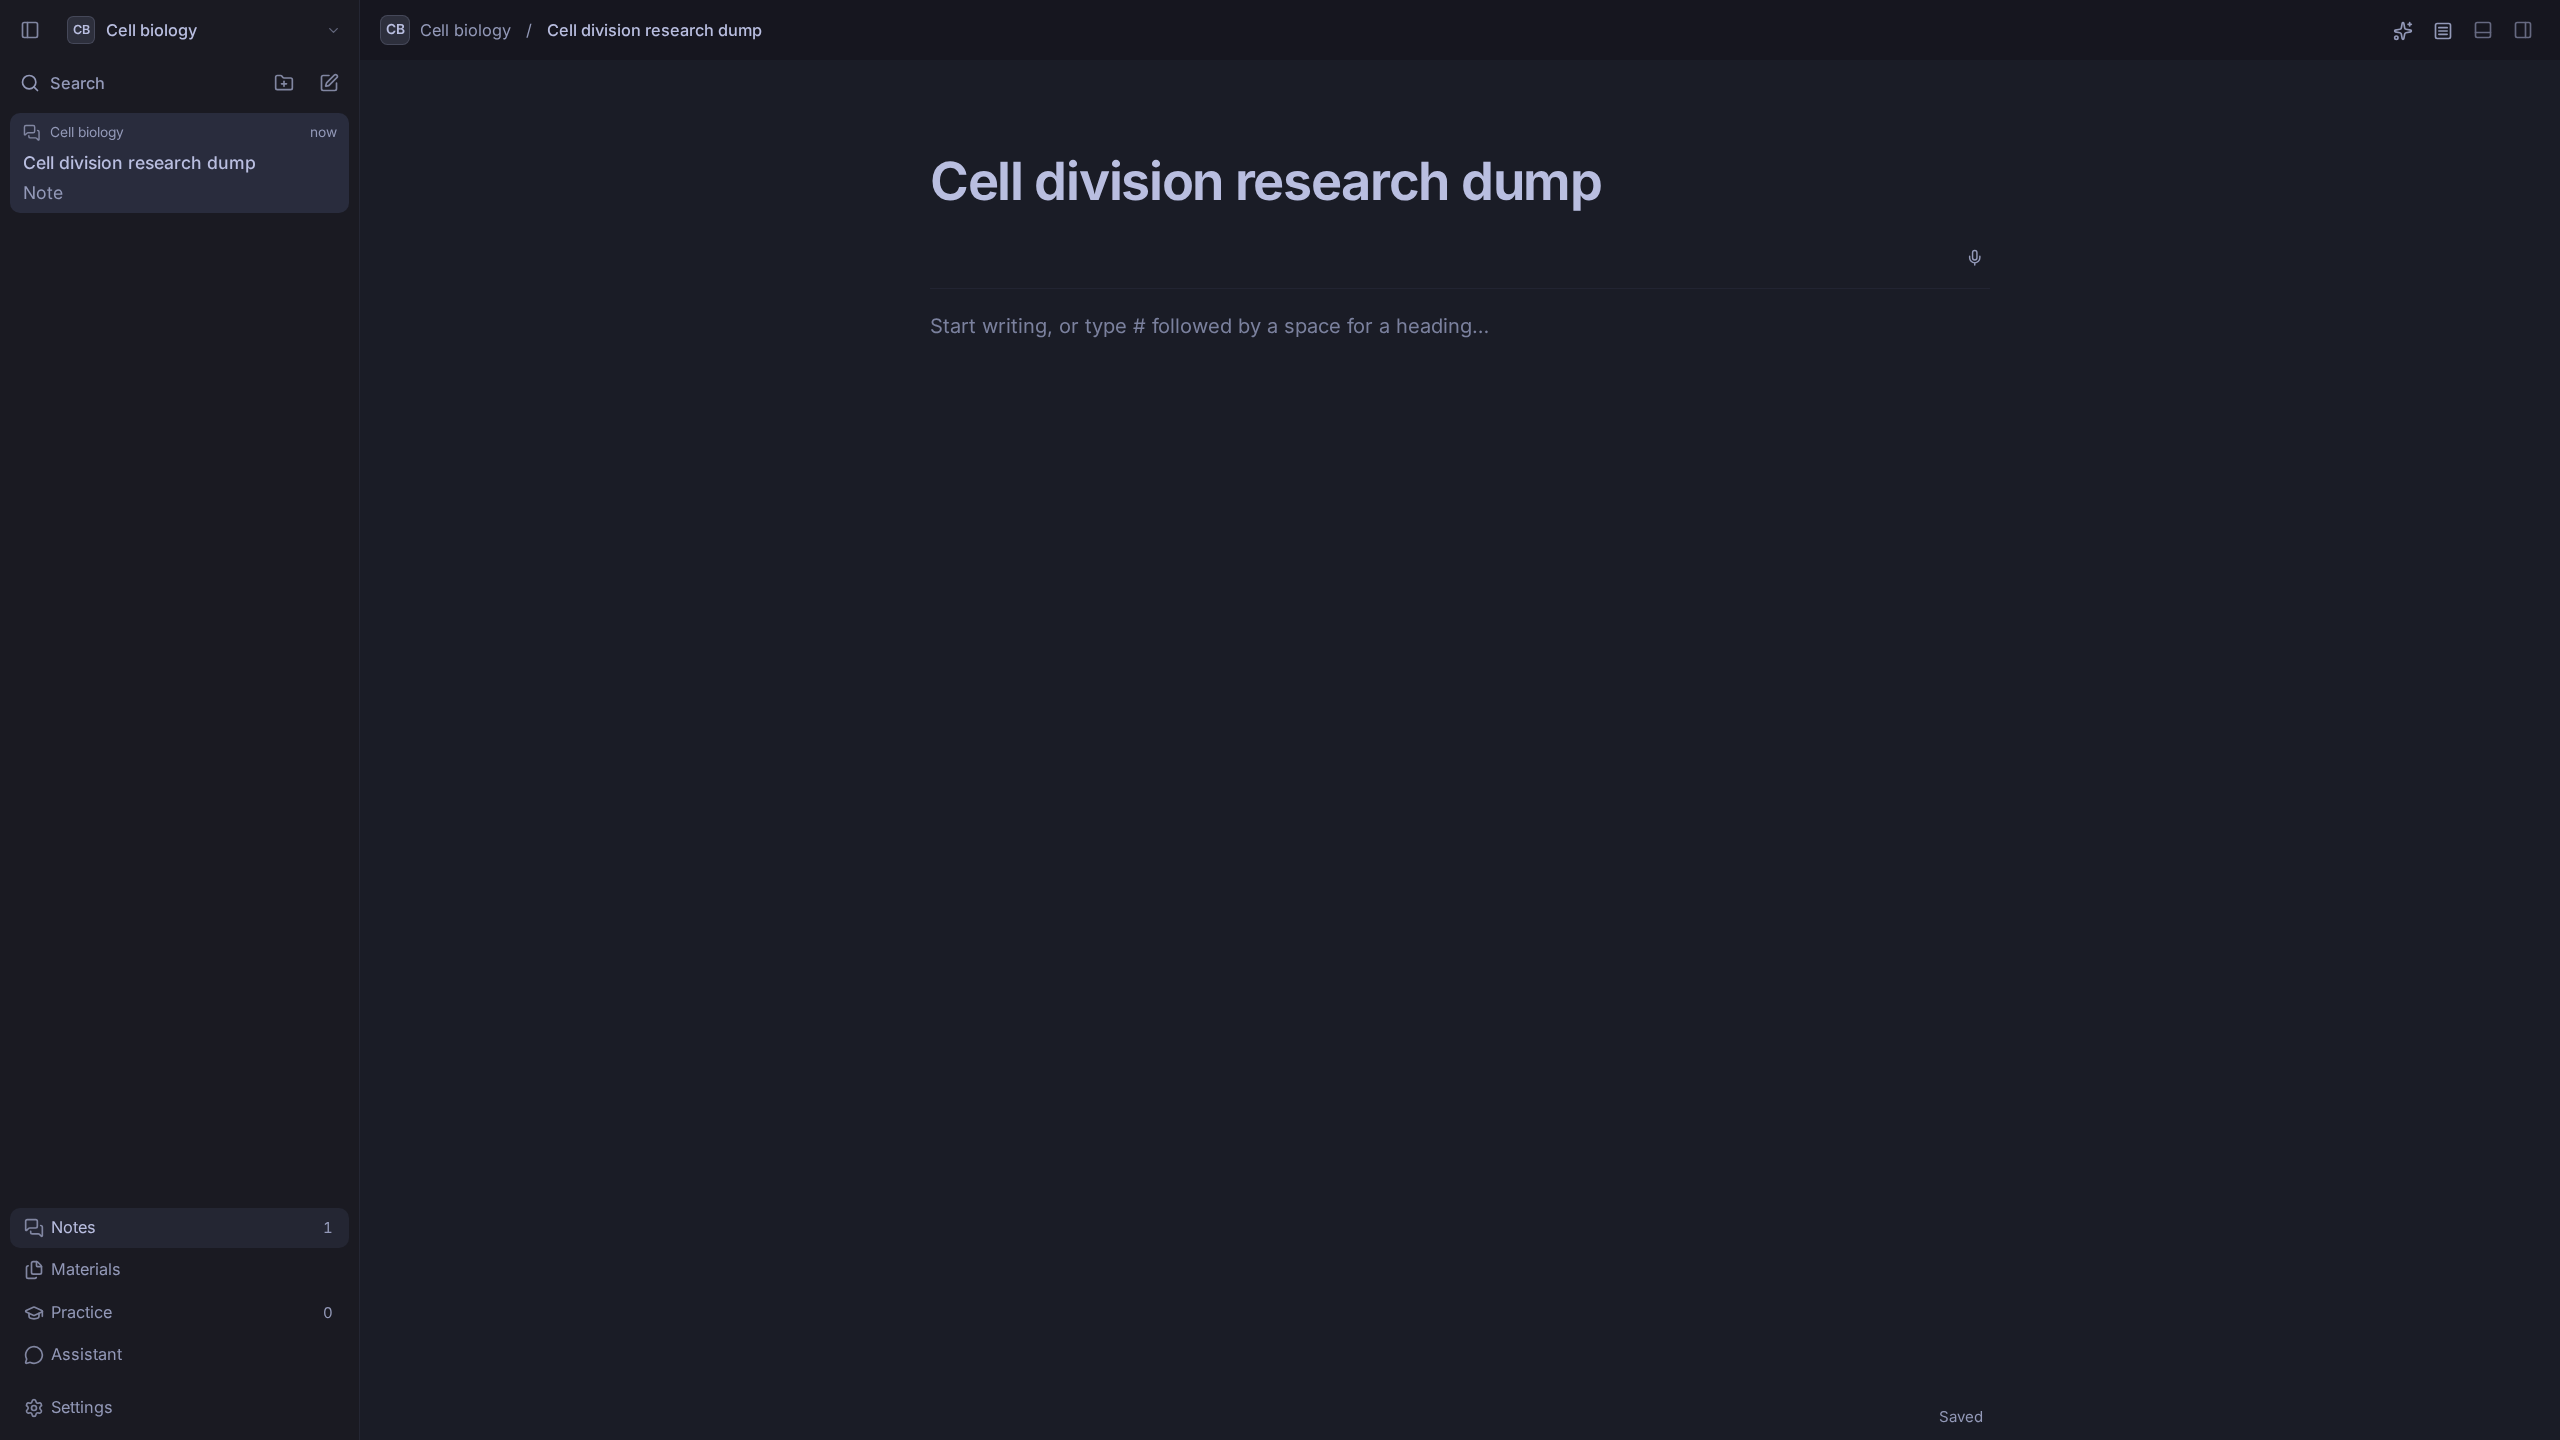 CB Cell biology
Search
Cell biology now
Cell division research dump
Note
Notes 1
Materials
Practice 0
Assistant
Settings
CB Cell biology / Cell division research dump
Cell division research dump
Start writing, or type # followed by a space for a heading...
Saved